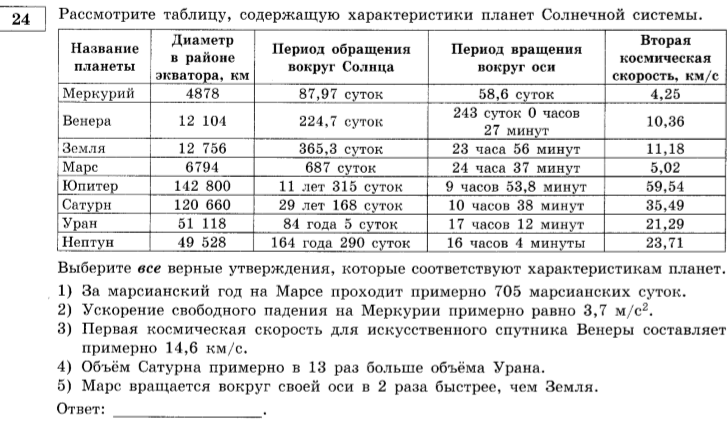 24
Рассмотрите таблицу, содержащую характеристики планет Солнечной системы.
Название планеты | Диаметр в районе экватора, км | Период обращения вокруг Солнца | Период вращения вокруг оси | Вторая космическая скорость, км/с
Меркурий | 4878 | 87,97 суток | 58,6 суток | 4,25
Венера | 12 104 | 224,7 суток | 243 суток 0 часов 27 минут | 10,36
Земля | 12 756 | 365,3 суток | 23 часа 56 минут | 11,18
Марс | 6794 | 687 суток | 24 часа 37 минут | 5,02
Юпитер | 142 800 | 11 лет 315 суток | 9 часов 53,8 минут | 59,54
Сатурн | 120 660 | 29 лет 168 суток | 10 часов 38 минут | 35,49
Уран | 51 118 | 84 года 5 суток | 17 часов 12 минут | 21,29
Нептун | 49 528 | 164 года 290 суток | 16 часов 4 минуты | 23,71
Выберите все верные утверждения, которые соответствуют характеристикам планет.
1) За марсианский год на Марсе проходит примерно 705 марсианских суток.
2) Ускорение свободного падения на Меркурии примерно равно 3,7 м/с².
3) Первая космическая скорость для искусственного спутника Венеры составляет
примерно 14,6 км/с.
4) Объём Сатурна примерно в 13 раз больше объёма Урана.
5) Марс вращается вокруг своей оси в 2 раза быстрее, чем Земля.
Ответ: ____________________.